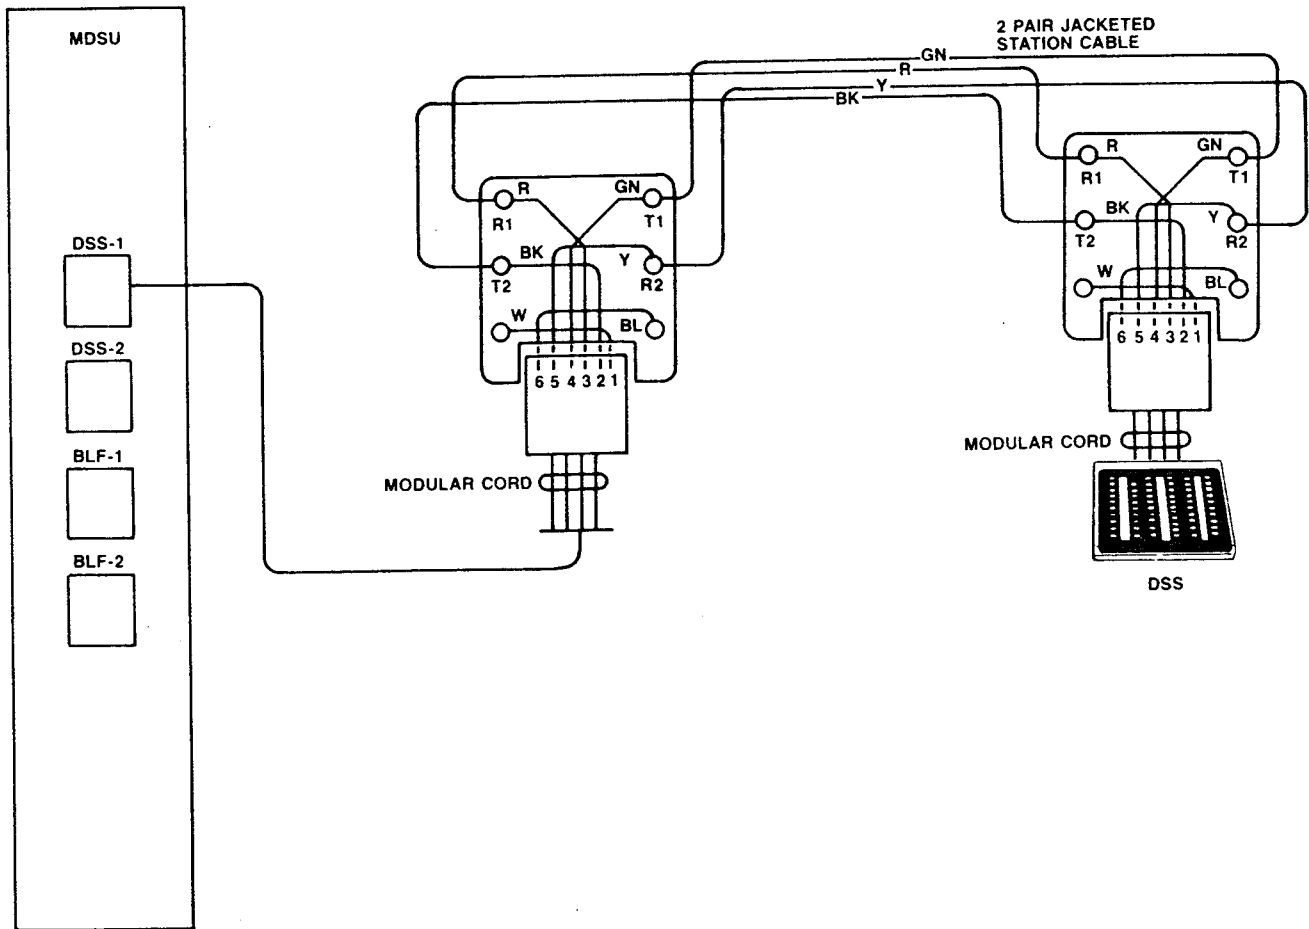 2 PAIR JACKETED
STATION CABLE
MDSU
GN
R
Y
BK
R
GN
R1
T1
BK
Y
T2
R2
W
BL
6 5 4 3 2 1
R
GN
R1
T1
BK
Y
T2
R2
W
BL
6 5 4 3 2 1
DSS-1
DSS-2
BLF-1
BLF-2
MODULAR CORD
MODULAR CORD
DSS